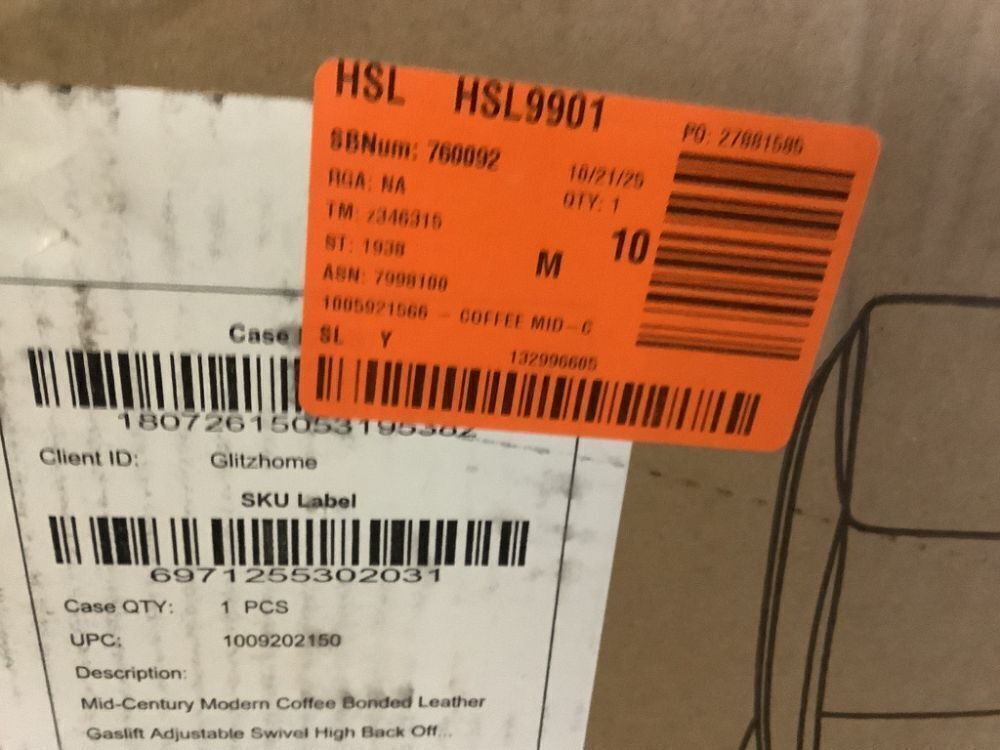 HSL HSL9901
PO: 27881585
SBNum: 760092
10/21/25
RGA: NA
QTY: 1
TM: z346315
ST: 1938
M 10
ASN: 7998100
1005921566 - COFFEE MID-C
SL Y
132996605
Case
18072615053195382
Client ID: Glitzhome
SKU Label
6971255302031
Case QTY: 1 PCS
UPC: 1009202150
Description:
Mid-Century Modern Coffee Bonded Leather
Gaslift Adjustable Swivel High Back Off...